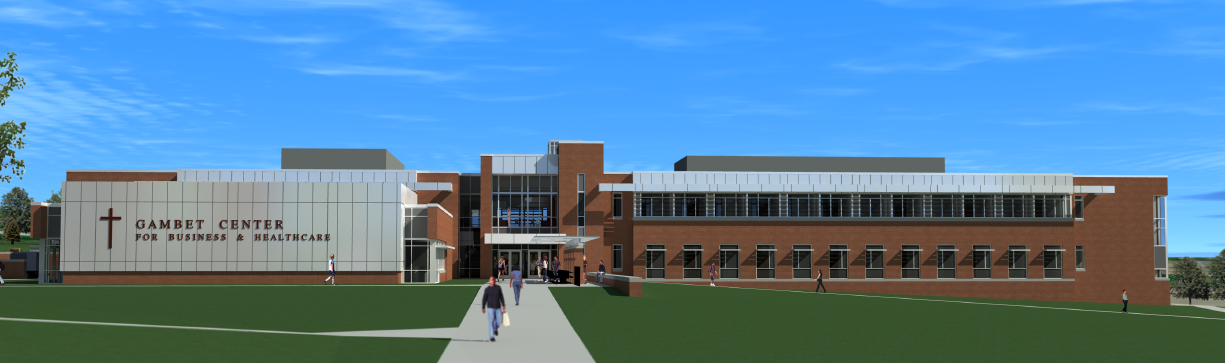 GAMBET CENTER
FOR BUSINESS & HEALTHCARE